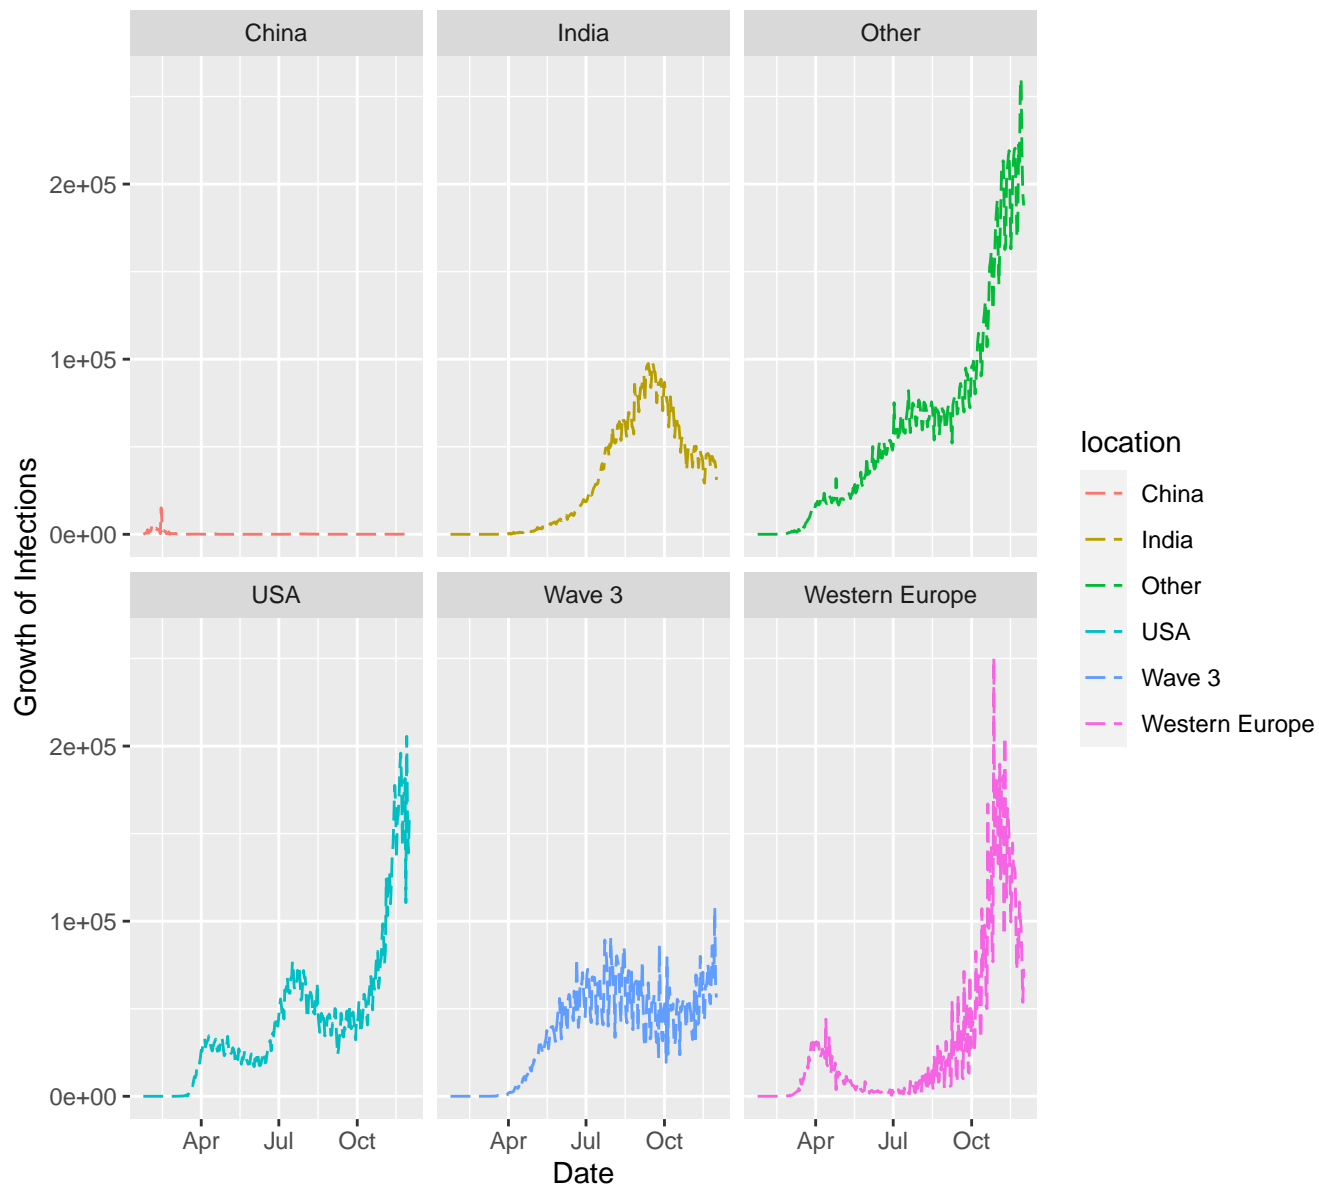 China
India
Other
2e+05
1e+05
0e+00
USA
Wave 3
Western Europe
2e+05
1e+05
0e+00
Apr
Jul
Oct
Apr
Jul
Oct
Apr
Jul
Oct
Date
Growth of Infections
location
China
India
Other
USA
Wave 3
Western Europe